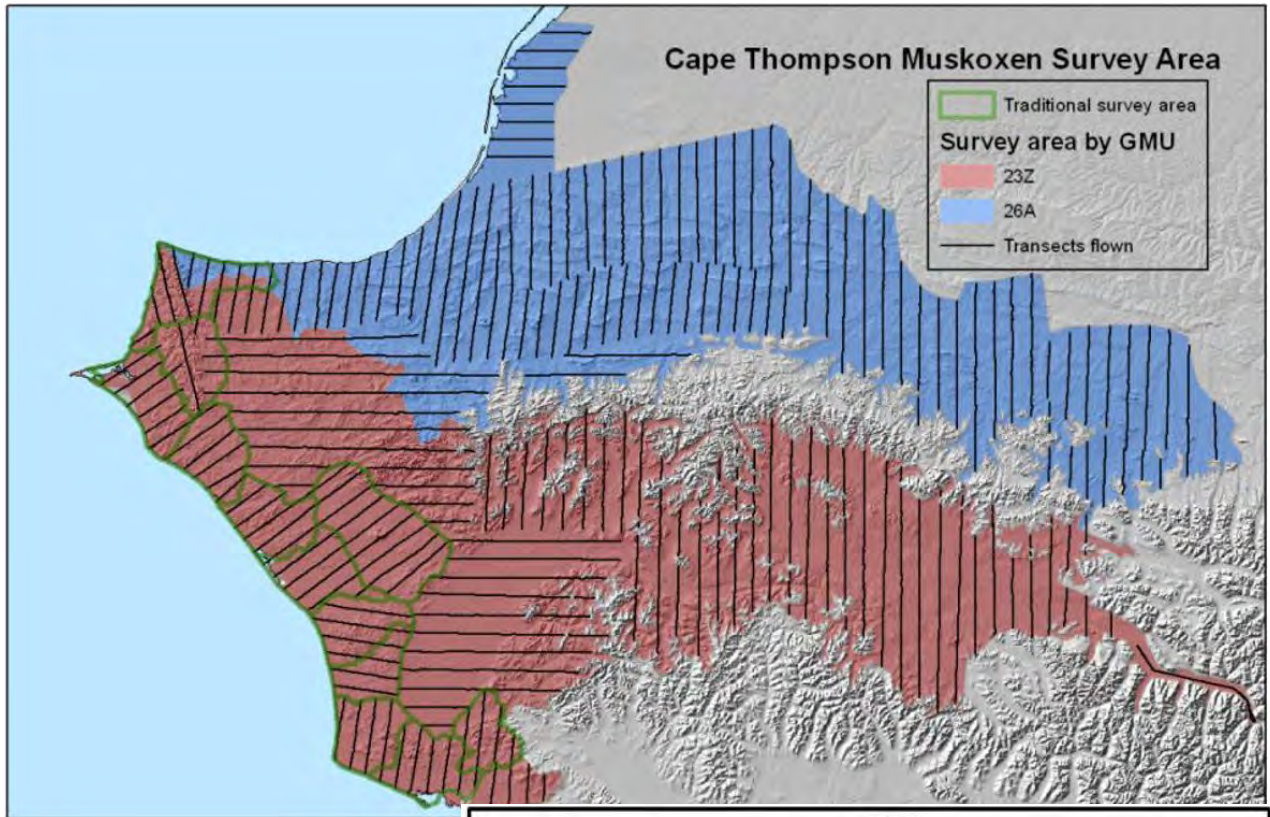 Cape Thompson Muskoxen Survey Area
Traditional survey area
Survey area by GMU
23Z
26A
Transects flown